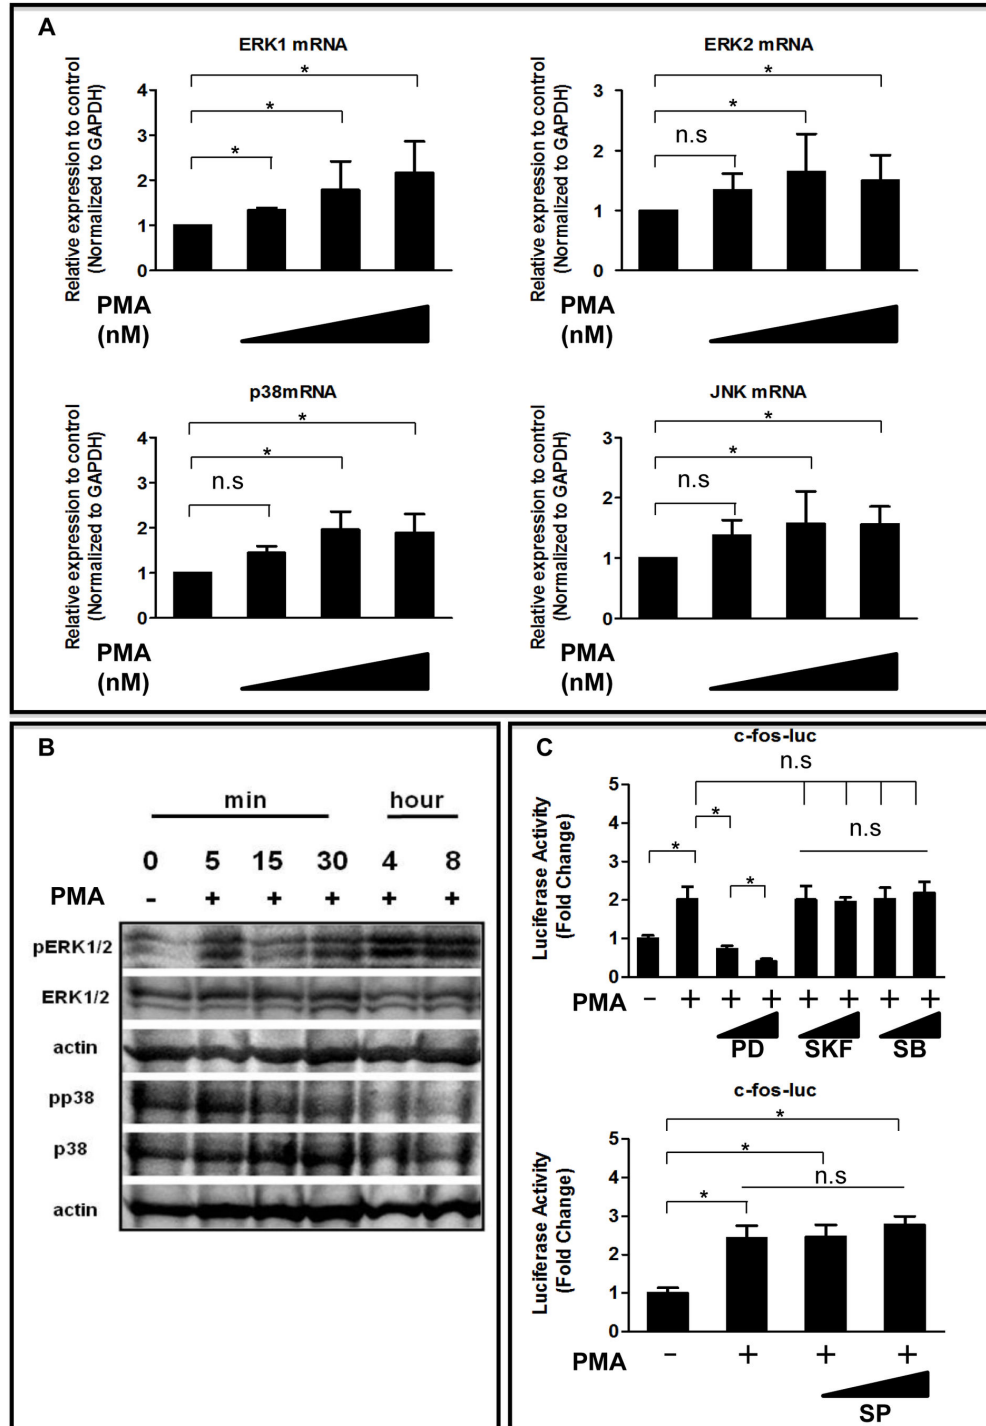 A
ERK1 mRNA
Relative expression to control
(Normalized to GAPDH)
4
3
2
1
0
*
*
*
PMA
(nM)
ERK2 mRNA
Relative expression to control
(Normalized to GAPDH)
3
2
1
0
*
*
n.s
PMA
(nM)
p38mRNA
Relative expression to control
(Normalized to GAPDH)
4
3
2
1
0
*
*
n.s
PMA
(nM)
JNK mRNA
Relative expression to control
(Normalized to GAPDH)
3
2
1
0
*
*
n.s
PMA
(nM)
B
min hour
0 5 15 30 4 8
PMA - + + + + +
pERK1/2
ERK1/2
actin
pp38
p38
actin
C
c-fos-luc
n.s
Luciferase Activity
(Fold Change)
5
4
3
2
1
0
*
*
*
n.s
PMA - + + + + + + +
PD SKF SB
c-fos-luc
Luciferase Activity
(Fold Change)
5
4
3
2
1
0
*
*
*
n.s
PMA - + + +
SP